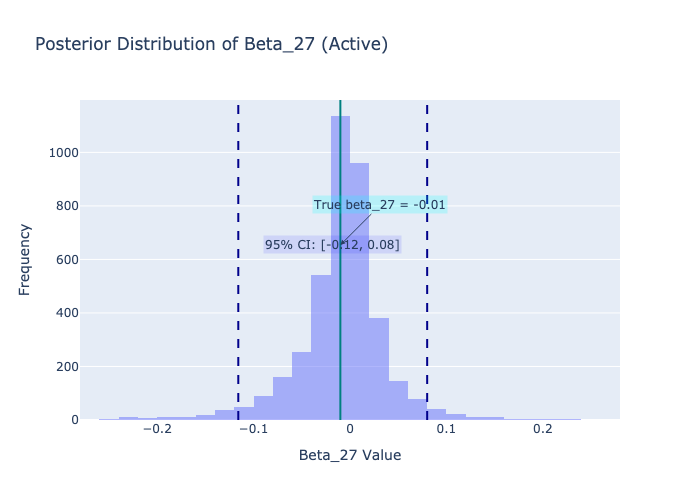 Posterior Distribution of Beta_27 (Active)
1000
800
600
400
200
0
Frequency
True beta_27 = -0.01
95% CI: [-0.12, 0.08]
−0.2
−0.1
0
0.1
0.2
Beta_27 Value